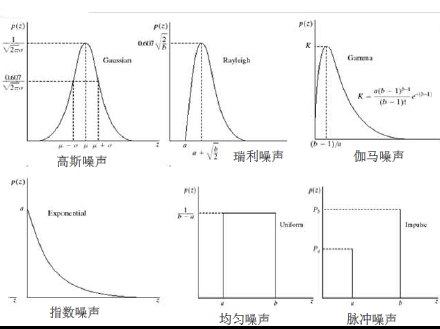 p(z)
1
√2πσ
0.607
√2πσ
Gaussian
μ − σ μ μ + σ z
高斯噪声
p(z)
0.607√2/b
Rayleigh
a
a + √b/2
z
瑞利噪声
p(z)
K
Gamma
K = a(b − 1)^b−1 / (b − 1)! e^−(b−1)
(b − 1)/a
z
伽马噪声
p(z)
a
Exponential
z
指数噪声
p(z)
1
b − a
Uniform
a b z
均匀噪声
p(z)
Pb
Pa
Impulse
a b z
脉冲噪声